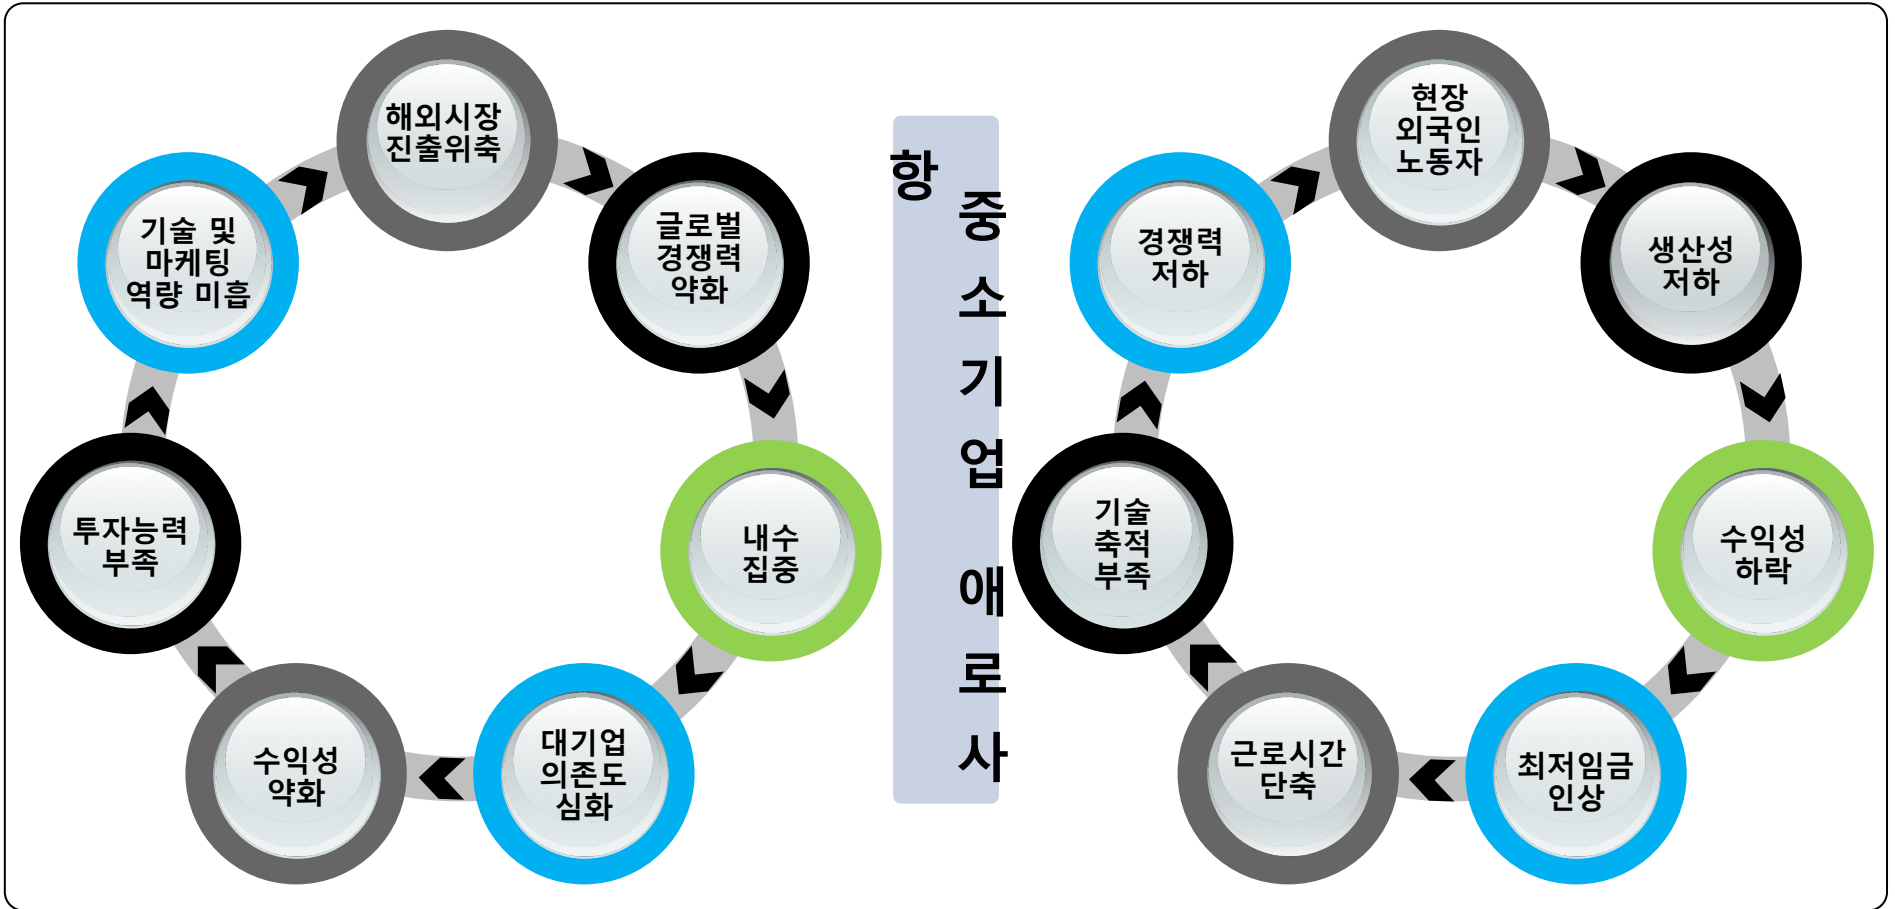 해외시장
진출위축
글로벌
경쟁력
약화
내수
집중
대기업
의존도
심화
수익성
약화
투자능력
부족
기술 및
마케팅
역량 미흡
중소기업 애로사
항
현장
외국인
노동자
생산성
저하
수익성
하락
최저임금
인상
근로시간
단축
기술
축적
부족
경쟁력
저하